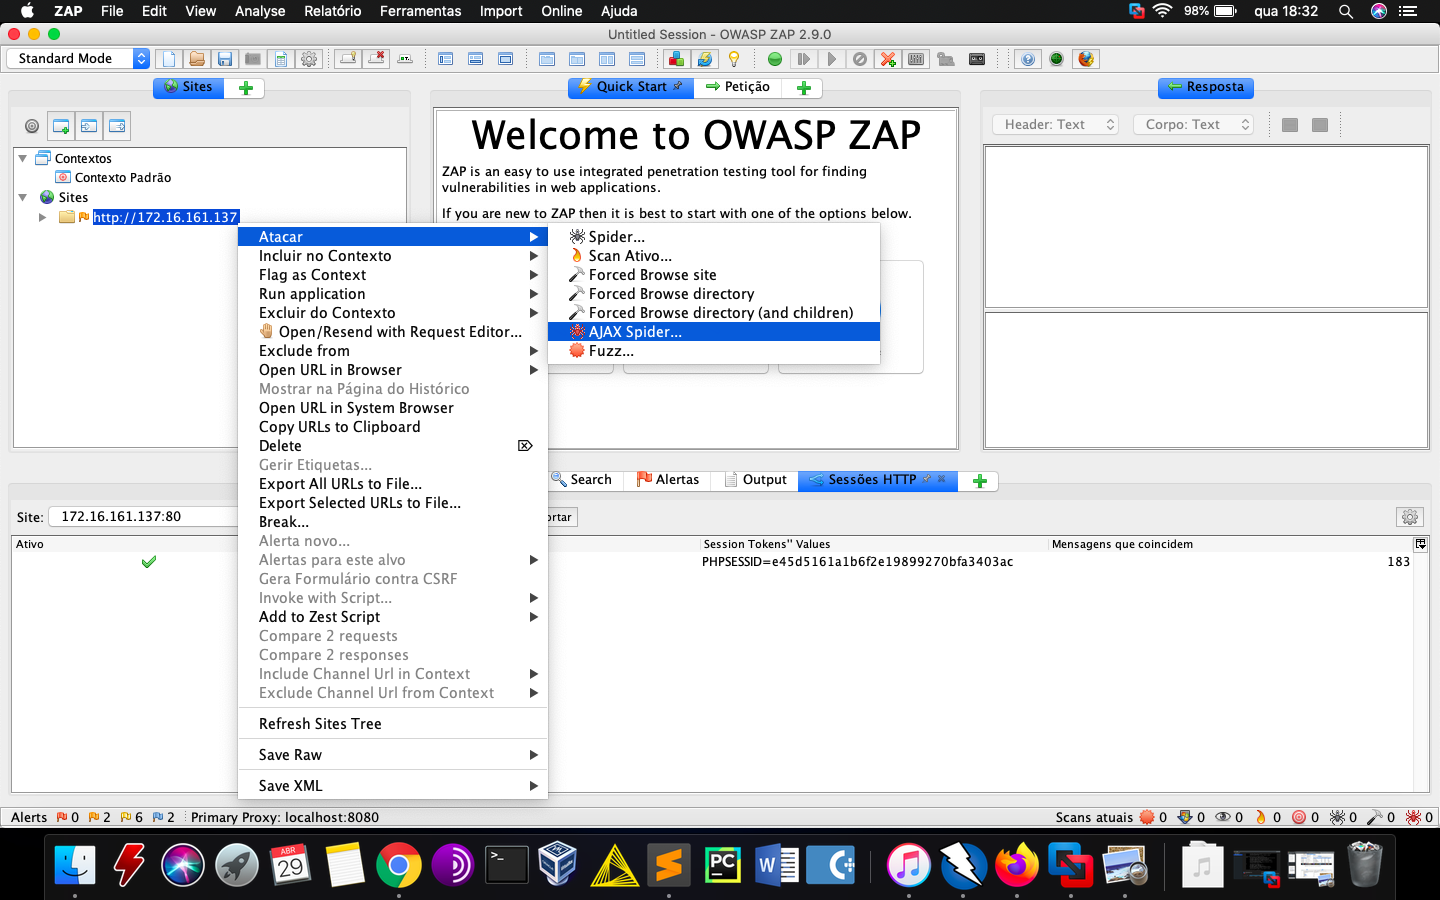 ZAP File Edit View Analyse Relatório Ferramentas Import Online Ajuda 98% qua 18:32
Untitled Session - OWASP ZAP 2.9.0
Standard Mode
Sites
Quick Start Petição
Resposta
Header: Text Corpo: Text
Contextos
Contexto Padrão
Sites
http://172.16.161.137
Welcome to OWASP ZAP
ZAP is an easy to use integrated penetration testing tool for finding
vulnerabilities in web applications.
If you are new to ZAP then it is best to start with one of the options below.
Atacar
Incluir no Contexto
Flag as Context
Run application
Excluir do Contexto
Open/Resend with Request Editor...
Exclude from
Open URL in Browser
Mostrar na Página do Histórico
Open URL in System Browser
Copy URLs to Clipboard
Delete
Gerir Etiquetas...
Export All URLs to File...
Export Selected URLs to File...
Break...
Alerta novo...
Alertas para este alvo
Gera Formulário contra CSRF
Invoke with Script...
Add to Zest Script
Compare 2 requests
Compare 2 responses
Include Channel Url in Context
Exclude Channel Url from Context
Refresh Sites Tree
Save Raw
Save XML
Spider...
Scan Ativo...
Forced Browse site
Forced Browse directory
Forced Browse directory (and children)
AJAX Spider...
Fuzz...
Search Alertas Output Sessões HTTP
Site: 172.16.161.137:80 ortar
Ativo Session Tokens'' Values Mensagens que coincidem
PHPSESSID=e45d5161a1b6f2e19899270bfa3403ac 183
Alerts 0 2 6 2 Primary Proxy: localhost:8080 Scans atuais 0 0 0 0 0 0 0 0
ABR
29
>_
PC
W